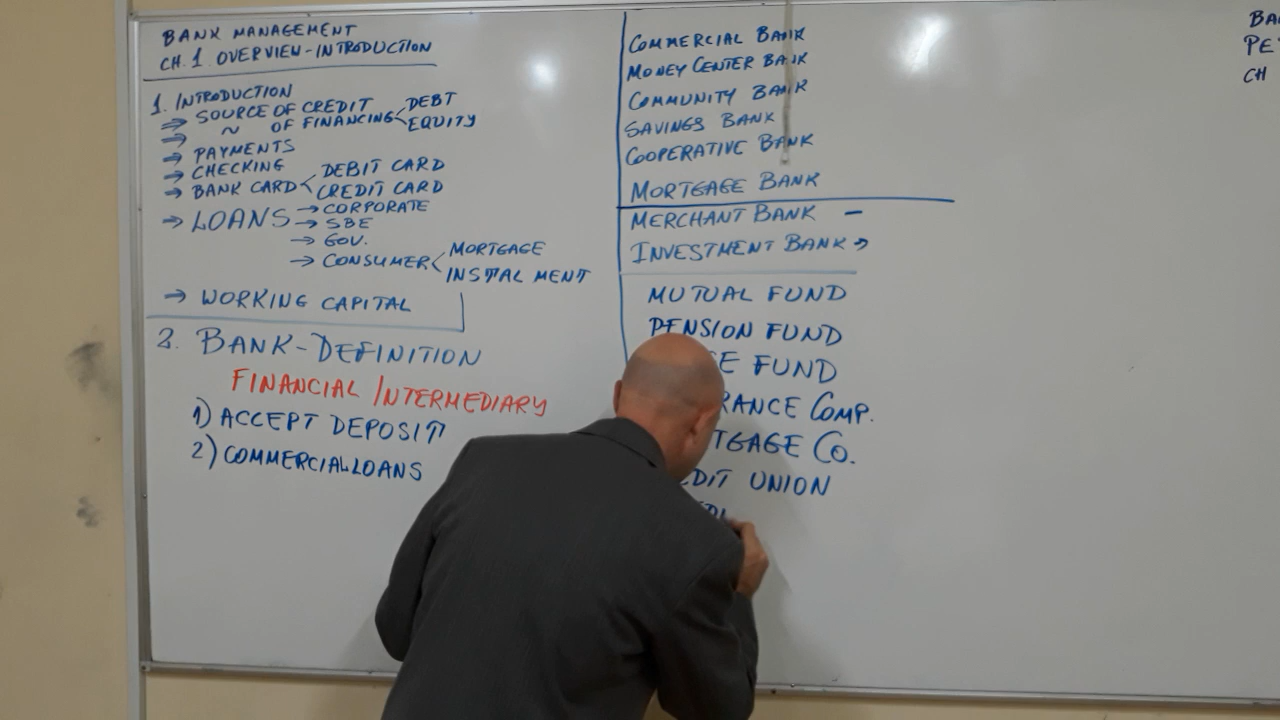 BANK MANAGEMENT
CH. 1 OVERVIEW-INTRODUCTION
1. INTRODUCTION
⇒ SOURCE OF CREDIT
⇒ ~ OF FINANCING < DEBT
EQUITY
→ PAYMENTS
→ CHECKING
→ BANK CARD < DEBIT CARD
CREDIT CARD
→ LOANS → CORPORATE
→ SBE
→ GOV.
→ CONSUMER < MORTGAGE
INSTALMENT
→ WORKING CAPITAL
2. BANK-DEFINITION
FINANCIAL INTERMEDIARY
1) ACCEPT DEPOSIT
2) COMMERCIAL LOANS
COMMERCIAL BANK
MONEY CENTER BANK
COMMUNITY BANK
SAVINGS BANK
COOPERATIVE BANK
MORTGAGE BANK
MERCHANT BANK -
INVESTMENT BANK →
MUTUAL FUND
PENSION FUND
FUND
COMP.
CO.
UNION
BA
PE
CH